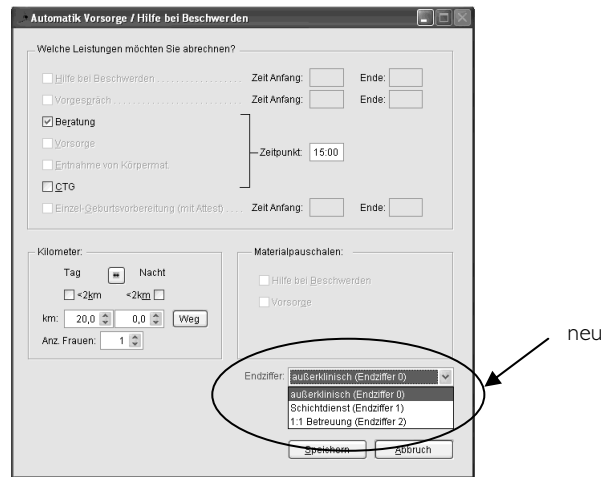 Automatik Vorsorge / Hilfe bei Beschwerden
Welche Leistungen möchten Sie abrechnen?
Hilfe bei Beschwerden . . . . . . . . . . . . . . . . . . . Zeit Anfang: Ende:
Vorgespräch . . . . . . . . . . . . . . . . . . . . . . . . . . . Zeit Anfang: Ende:
Beratung
Vorsorge
Zeitpunkt: 15:00
Entnahme von Körpermat.
CTG
Einzel-Geburtsvorbereitung (mit Attest) . . . . Zeit Anfang: Ende:
Kilometer:
Tag = Nacht
<2km <2km
km: 20,0 0,0 Weg
Anz. Frauen: 1
Materialpauschalen:
Hilfe bei Beschwerden
Vorsorge
neu
Endziffer: außerklinisch (Endziffer 0)
außerklinisch (Endziffer 0)
Schichtdienst (Endziffer 1)
1:1 Betreuung (Endziffer 2)
Speichern Abbruch